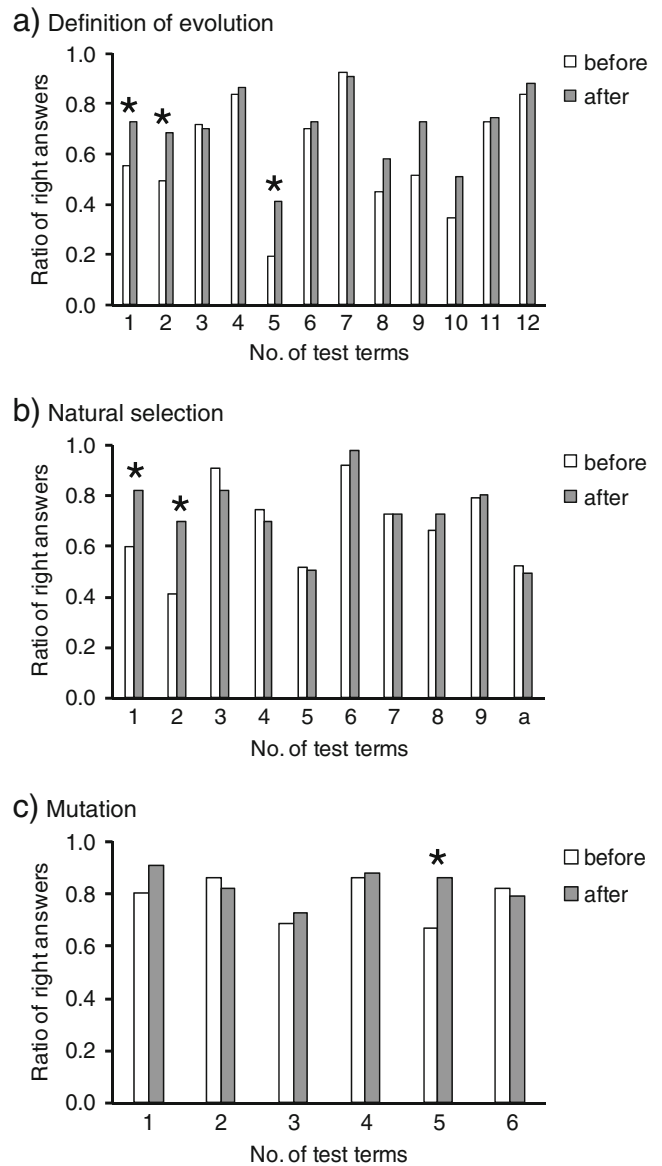 a) Definition of evolution
before
after
Ratio of right answers
1.0
0.8
0.6
0.4
0.2
0.0
* * *
1 2 3 4 5 6 7 8 9 10 11 12
No. of test terms
b) Natural selection
before
after
Ratio of right answers
1.0
0.8
0.6
0.4
0.2
0.0
* *
1 2 3 4 5 6 7 8 9 a
No. of test terms
c) Mutation
before
after
Ratio of right answers
1.0
0.8
0.6
0.4
0.2
0.0
*
1 2 3 4 5 6
No. of test terms